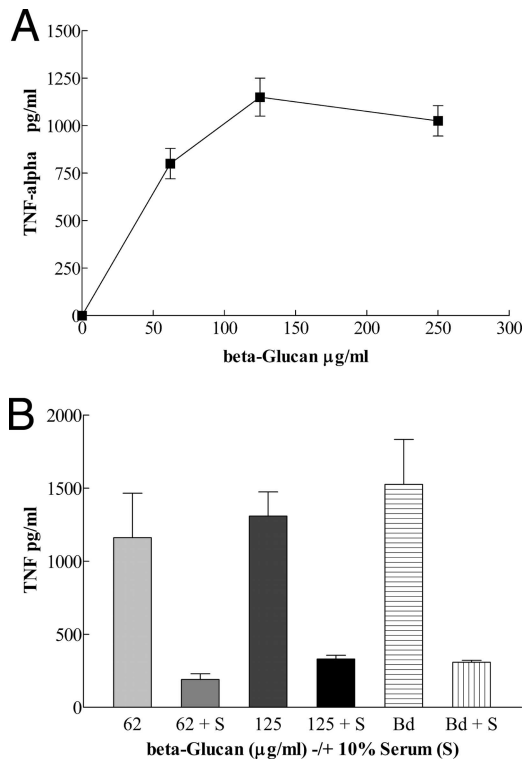 A
1500
1250
1000
750
500
250
0
TNF-alpha pg/ml
0 50 100 150 200 250 300
beta-Glucan µg/ml
B
2000
1500
1000
500
0
TNF pg/ml
62 62 + S 125 125 + S Bd Bd + S
beta-Glucan (µg/ml) -/+ 10% Serum (S)